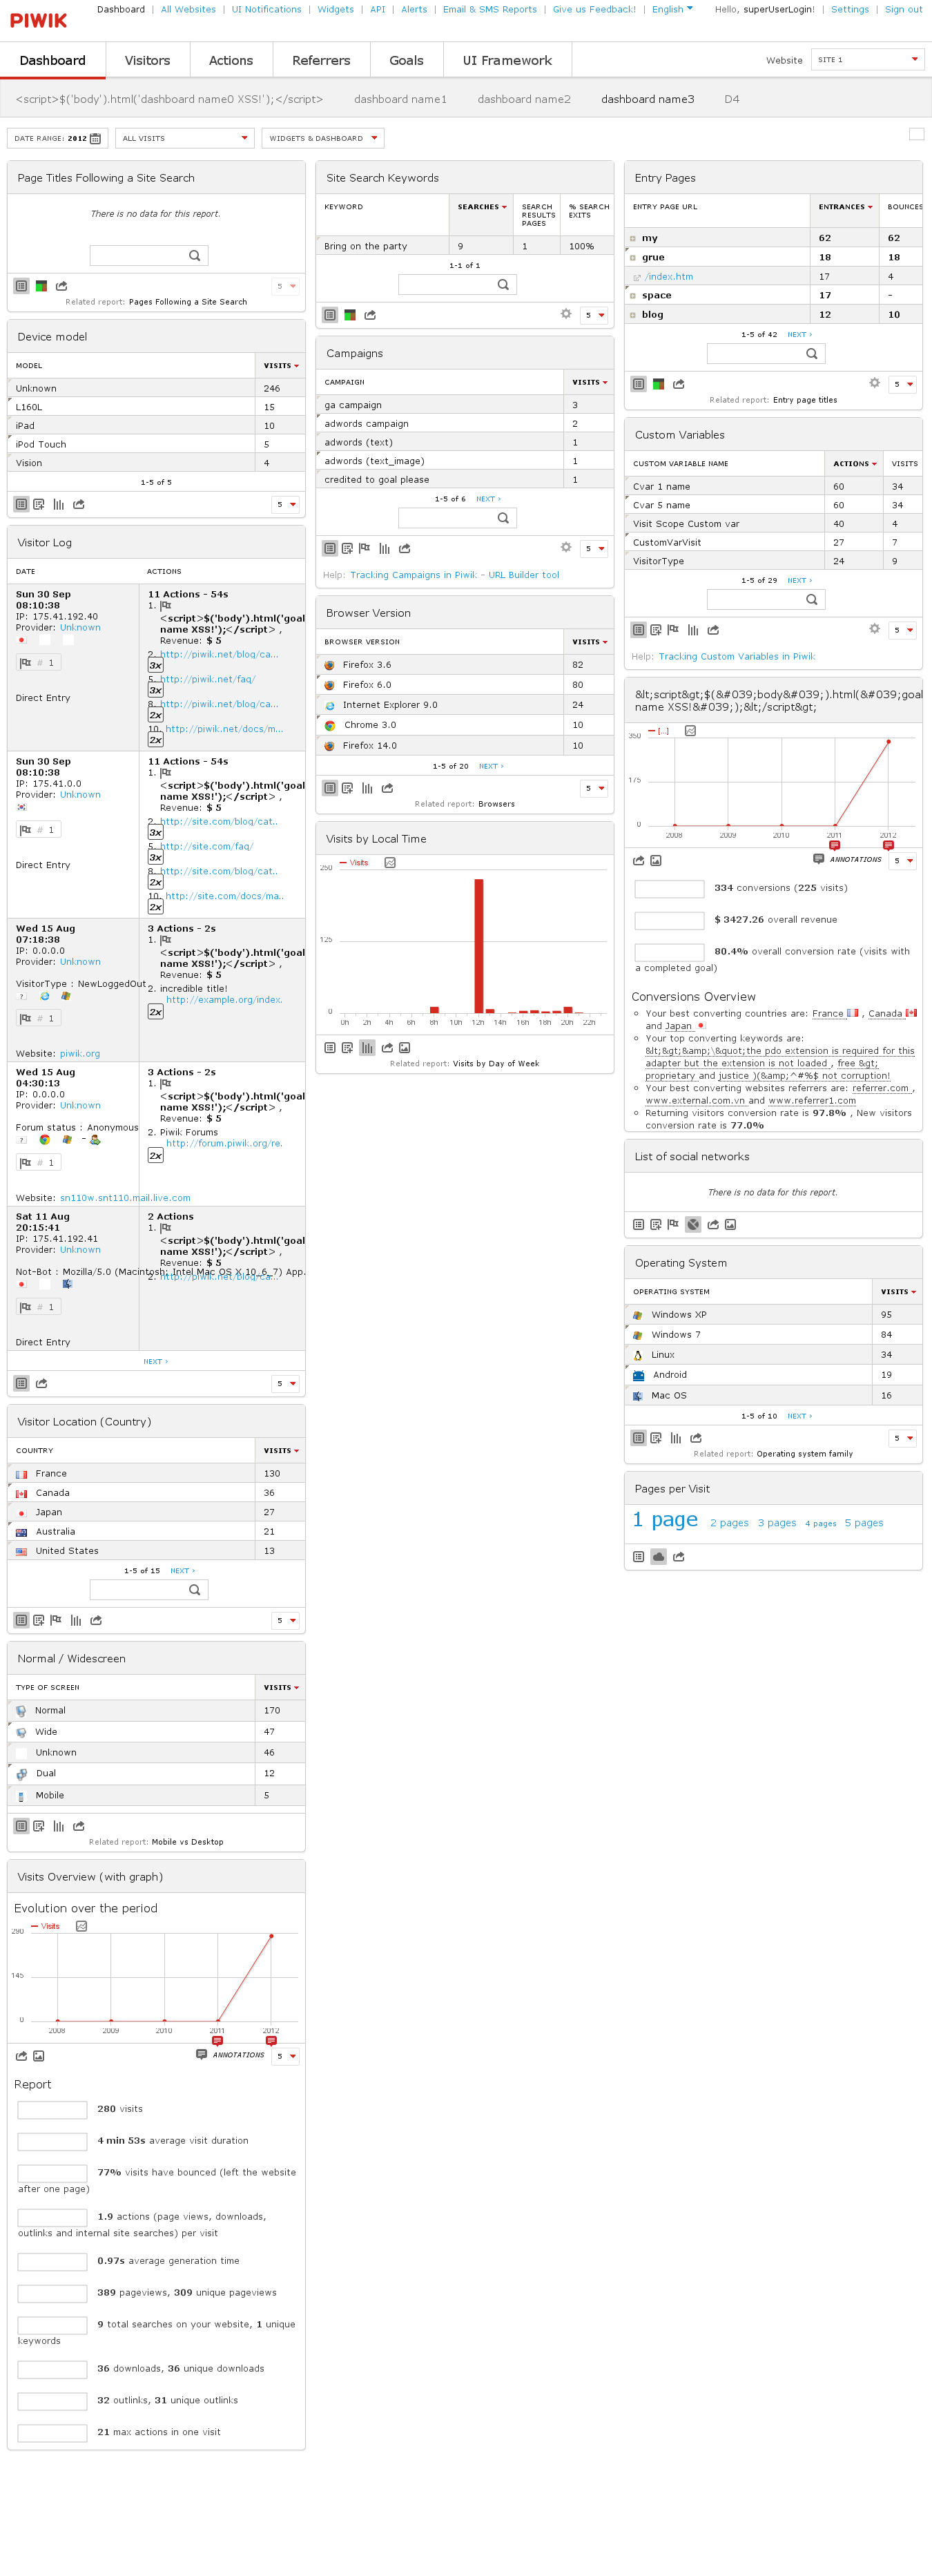 PIWIK
Dashboard | All Websites | UI Notifications | Widgets | API | Alerts | Email & SMS Reports | Give us Feedback! | English
Hello, superUserLogin! | Settings | Sign out
Dashboard Visitors Actions Referrers Goals UI Framework
Website SITE 1
<script>$('body').html('dashboard name0 XSS!');</script> dashboard name1 dashboard name2 dashboard name3 D4
DATE RANGE: 2012 ALL VISITS WIDGETS & DASHBOARD
Page Titles Following a Site Search
There is no data for this report.
5
Related report: Pages Following a Site Search
Device model
MODEL VISITS
Unknown 246
L160L 15
iPad 10
iPod Touch 5
Vision 4
1-5 of 5
5
Visitor Log
DATE ACTIONS
Sun 30 Sep
08:10:38
IP: 175.41.192.40
Provider: Unknown
# 1
Direct Entry
11 Actions - 54s
1.
<script>$('body').html('goal
name XSS!');</script> ,
Revenue: $ 5
2. http://piwik.net/blog/ca...
3x
5. http://piwik.net/faq/
3x
8. http://piwik.net/blog/ca...
2x
10. http://piwik.net/docs/m...
2x
Sun 30 Sep
08:10:38
IP: 175.41.0.0
Provider: Unknown
# 1
Direct Entry
11 Actions - 54s
1.
<script>$('body').html('goal
name XSS!');</script> ,
Revenue: $ 5
2. http://site.com/blog/cat..
3x
5. http://site.com/faq/
3x
8. http://site.com/blog/cat..
2x
10. http://site.com/docs/ma..
2x
Wed 15 Aug
07:18:38
IP: 0.0.0.0
Provider: Unknown
VisitorType : NewLoggedOut
# 1
Website: piwik.org
3 Actions - 2s
1.
<script>$('body').html('goal
name XSS!');</script> ,
Revenue: $ 5
2. incredible title!
http://example.org/index.
2x
Wed 15 Aug
04:30:13
IP: 0.0.0.0
Provider: Unknown
Forum status : Anonymous
-
# 1
Website: sn110w.snt110.mail.live.com
3 Actions - 2s
1.
<script>$('body').html('goal
name XSS!');</script> ,
Revenue: $ 5
2. Piwik Forums
http://forum.piwik.org/re.
2x
Sat 11 Aug
20:15:41
IP: 175.41.192.41
Provider: Unknown
Not-Bot : Mozilla/5.0 (Macintosh; Intel Mac OS X 10_6_7) App.
# 1
Direct Entry
2 Actions
1.
<script>$('body').html('goal
name XSS!');</script> ,
Revenue: $ 5
2. http://piwik.net/blog/ca...
NEXT ›
5
Visitor Location (Country)
COUNTRY VISITS
France 130
Canada 36
Japan 27
Australia 21
United States 13
1-5 of 15 NEXT ›
5
Normal / Widescreen
TYPE OF SCREEN VISITS
Normal 170
Wide 47
Unknown 46
Dual 12
Mobile 5
Related report: Mobile vs Desktop
Visits Overview (with graph)
Evolution over the period
Visits
290
145
0
2008 2009 2010 2011 2012
ANNOTATIONS 5
Report
280 visits
4 min 53s average visit duration
77% visits have bounced (left the website
after one page)
1.9 actions (page views, downloads,
outlinks and internal site searches) per visit
0.97s average generation time
389 pageviews, 309 unique pageviews
9 total searches on your website, 1 unique
keywords
36 downloads, 36 unique downloads
32 outlinks, 31 unique outlinks
21 max actions in one visit
Site Search Keywords
KEYWORD SEARCHES SEARCH RESULTS PAGES % SEARCH EXITS
Bring on the party 9 1 100%
1-1 of 1
5
Campaigns
CAMPAIGN VISITS
ga campaign 3
adwords campaign 2
adwords (text) 1
adwords (text_image) 1
credited to goal please 1
1-5 of 6 NEXT ›
5
Help: Tracking Campaigns in Piwik - URL Builder tool
Browser Version
BROWSER VERSION VISITS
Firefox 3.6 82
Firefox 6.0 80
Internet Explorer 9.0 24
Chrome 3.0 10
Firefox 14.0 10
1-5 of 20 NEXT ›
5
Related report: Browsers
Visits by Local Time
Visits
250
125
0
0h 2h 4h 6h 8h 10h 12h 14h 16h 18h 20h 22h
Related report: Visits by Day of Week
Entry Pages
ENTRY PAGE URL ENTRANCES BOUNCES
my 62 62
grue 18 18
/index.htm 17 4
space 17 -
blog 12 10
1-5 of 42 NEXT ›
5
Related report: Entry page titles
Custom Variables
CUSTOM VARIABLE NAME ACTIONS VISITS
Cvar 1 name 60 34
Cvar 5 name 60 34
Visit Scope Custom var 40 4
CustomVarVisit 27 7
VisitorType 24 9
1-5 of 29 NEXT ›
5
Help: Tracking Custom Variables in Piwik
&lt;script&gt;$(&#039;body&#039;).html(&#039;goal
name XSS!&#039;);&lt;/script&gt;
[...]
350
175
0
2008 2009 2010 2011 2012
ANNOTATIONS 5
334 conversions (225 visits)
$ 3427.26 overall revenue
80.4% overall conversion rate (visits with
a completed goal)
Conversions Overview
Your best converting countries are: France , Canada
and Japan
Your top converting keywords are:
&lt;&gt;&amp;\&quot;the pdo extension is required for this
adapter but the extension is not loaded , free &gt;
proprietary and justice )(&amp;^#%$ not corruption!
Your best converting websites referrers are: referrer.com ,
www.external.com.vn and www.referrer1.com
Returning visitors conversion rate is 97.8% , New visitors
conversion rate is 77.0%
List of social networks
There is no data for this report.
Operating System
OPERATING SYSTEM VISITS
Windows XP 95
Windows 7 84
Linux 34
Android 19
Mac OS 16
1-5 of 10 NEXT ›
5
Related report: Operating system family
Pages per Visit
1 page 2 pages 3 pages 4 pages 5 pages